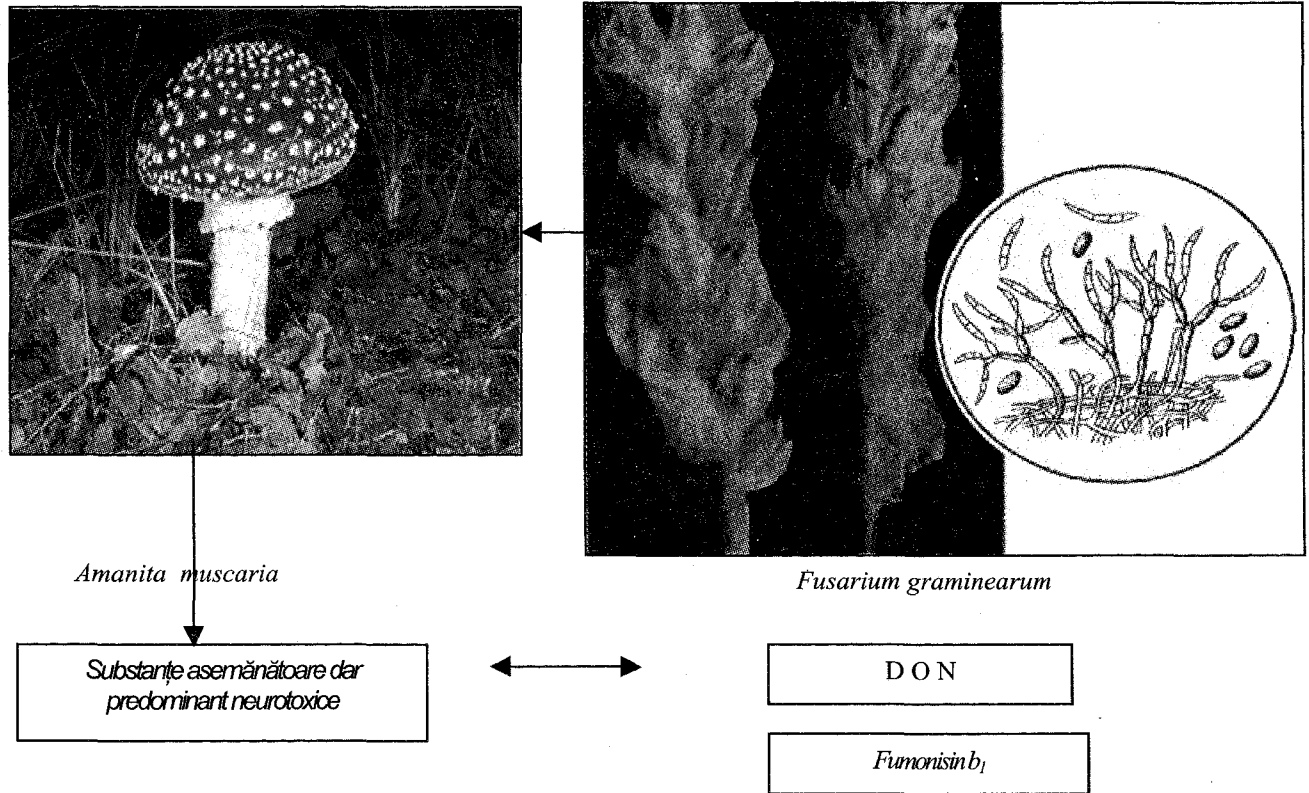 Amanita muscaria
Fusarium graminearum
Substanțe asemănătoare dar
predominant neurotoxice
D O N
Fumonisin b₁